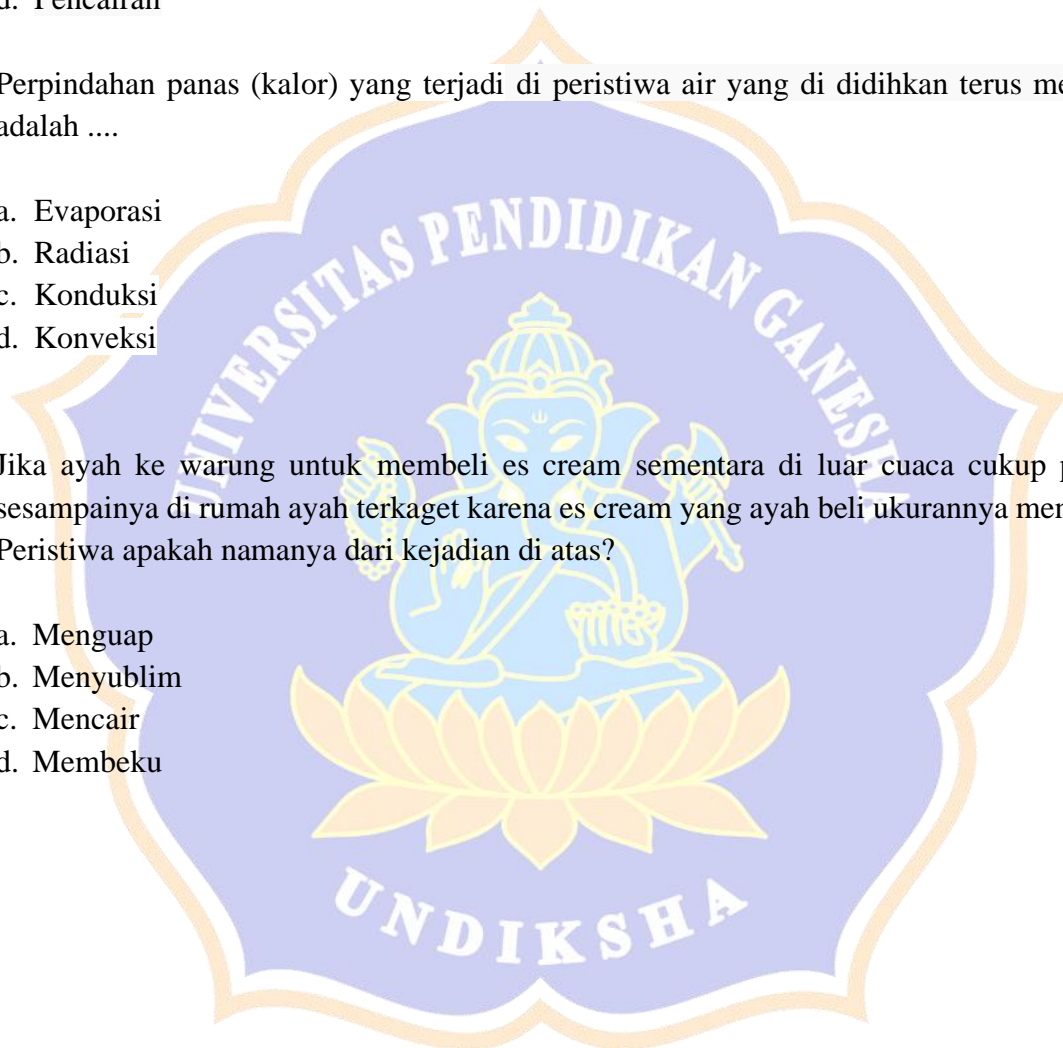 d. Pencairan
Perpindahan panas (kalor) yang terjadi di peristiwa air yang di didihkan terus
adalah ....
a. Evaporasi
b. Radiasi
c. Konduksi
d. Konveksi
Jika ayah ke warung untuk membeli es cream sementara di luar cuaca cukup
sesampainya di rumah ayah terkaget karena es cream yang ayah beli ukurannya
Peristiwa apakah namanya dari kejadian di atas?
a. Menguap
b. Menyublim
c. Mencair
d. Membeku
UNIVERSITAS PENDIDIKAN GANESHA
UNDIKSHA